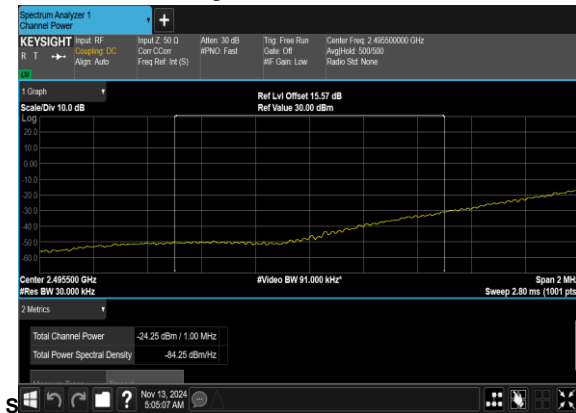 Spectrum Analyzer 1
Channel Power
+
KEYSIGHT Input: RF Input Z: 50 Ω Atten: 30 dB Trig: Free Run Center Freq: 2.495500000 GHz
R T Coupling: DC Corr CCorr #PNO: Fast Gate: Off Avg|Hold: 500/500
Align: Auto Freq Ref: Int (S) #IF Gain: Low Radio Std: None
1 Graph
Ref Lvl Offset 15.57 dB
Scale/Div 10.0 dB Ref Value 30.00 dBm
Log
20.0
10.0
0.00
-10.0
-20.0
-30.0
-40.0
-50.0
-60.0
Center 2.495500 GHz #Video BW 91.000 kHz* Span 2 MHz
#Res BW 30.000 kHz Sweep 2.80 ms (1001 pts
2 Metrics
Total Channel Power -24.25 dBm / 1.00 MHz
Total Power Spectral Density -84.25 dBm/Hz
s
? Nov 13, 2024
5:05:07 AM